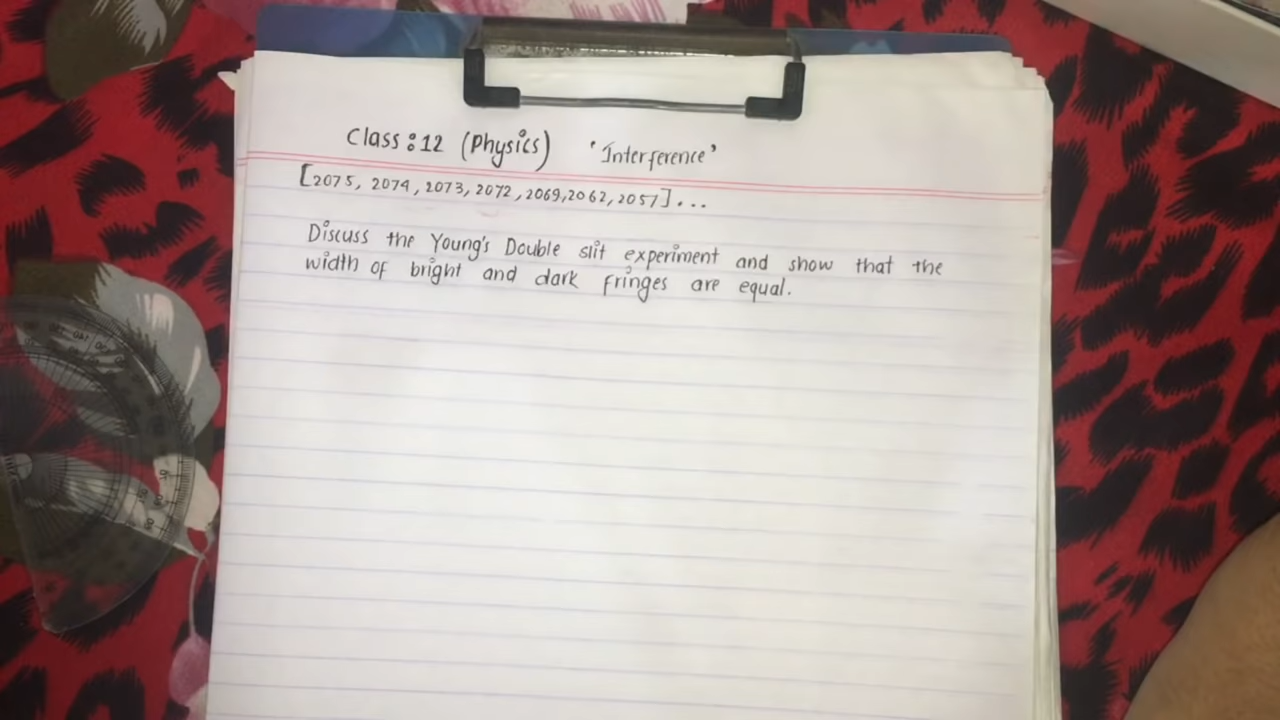 Class : 12 (Physics) 'Interference'
[2075, 2074, 2073, 2072, 2069, 2062, 2057] ...
Discuss the Young's Double slit experiment and show that the
width of bright and dark fringes are equal.